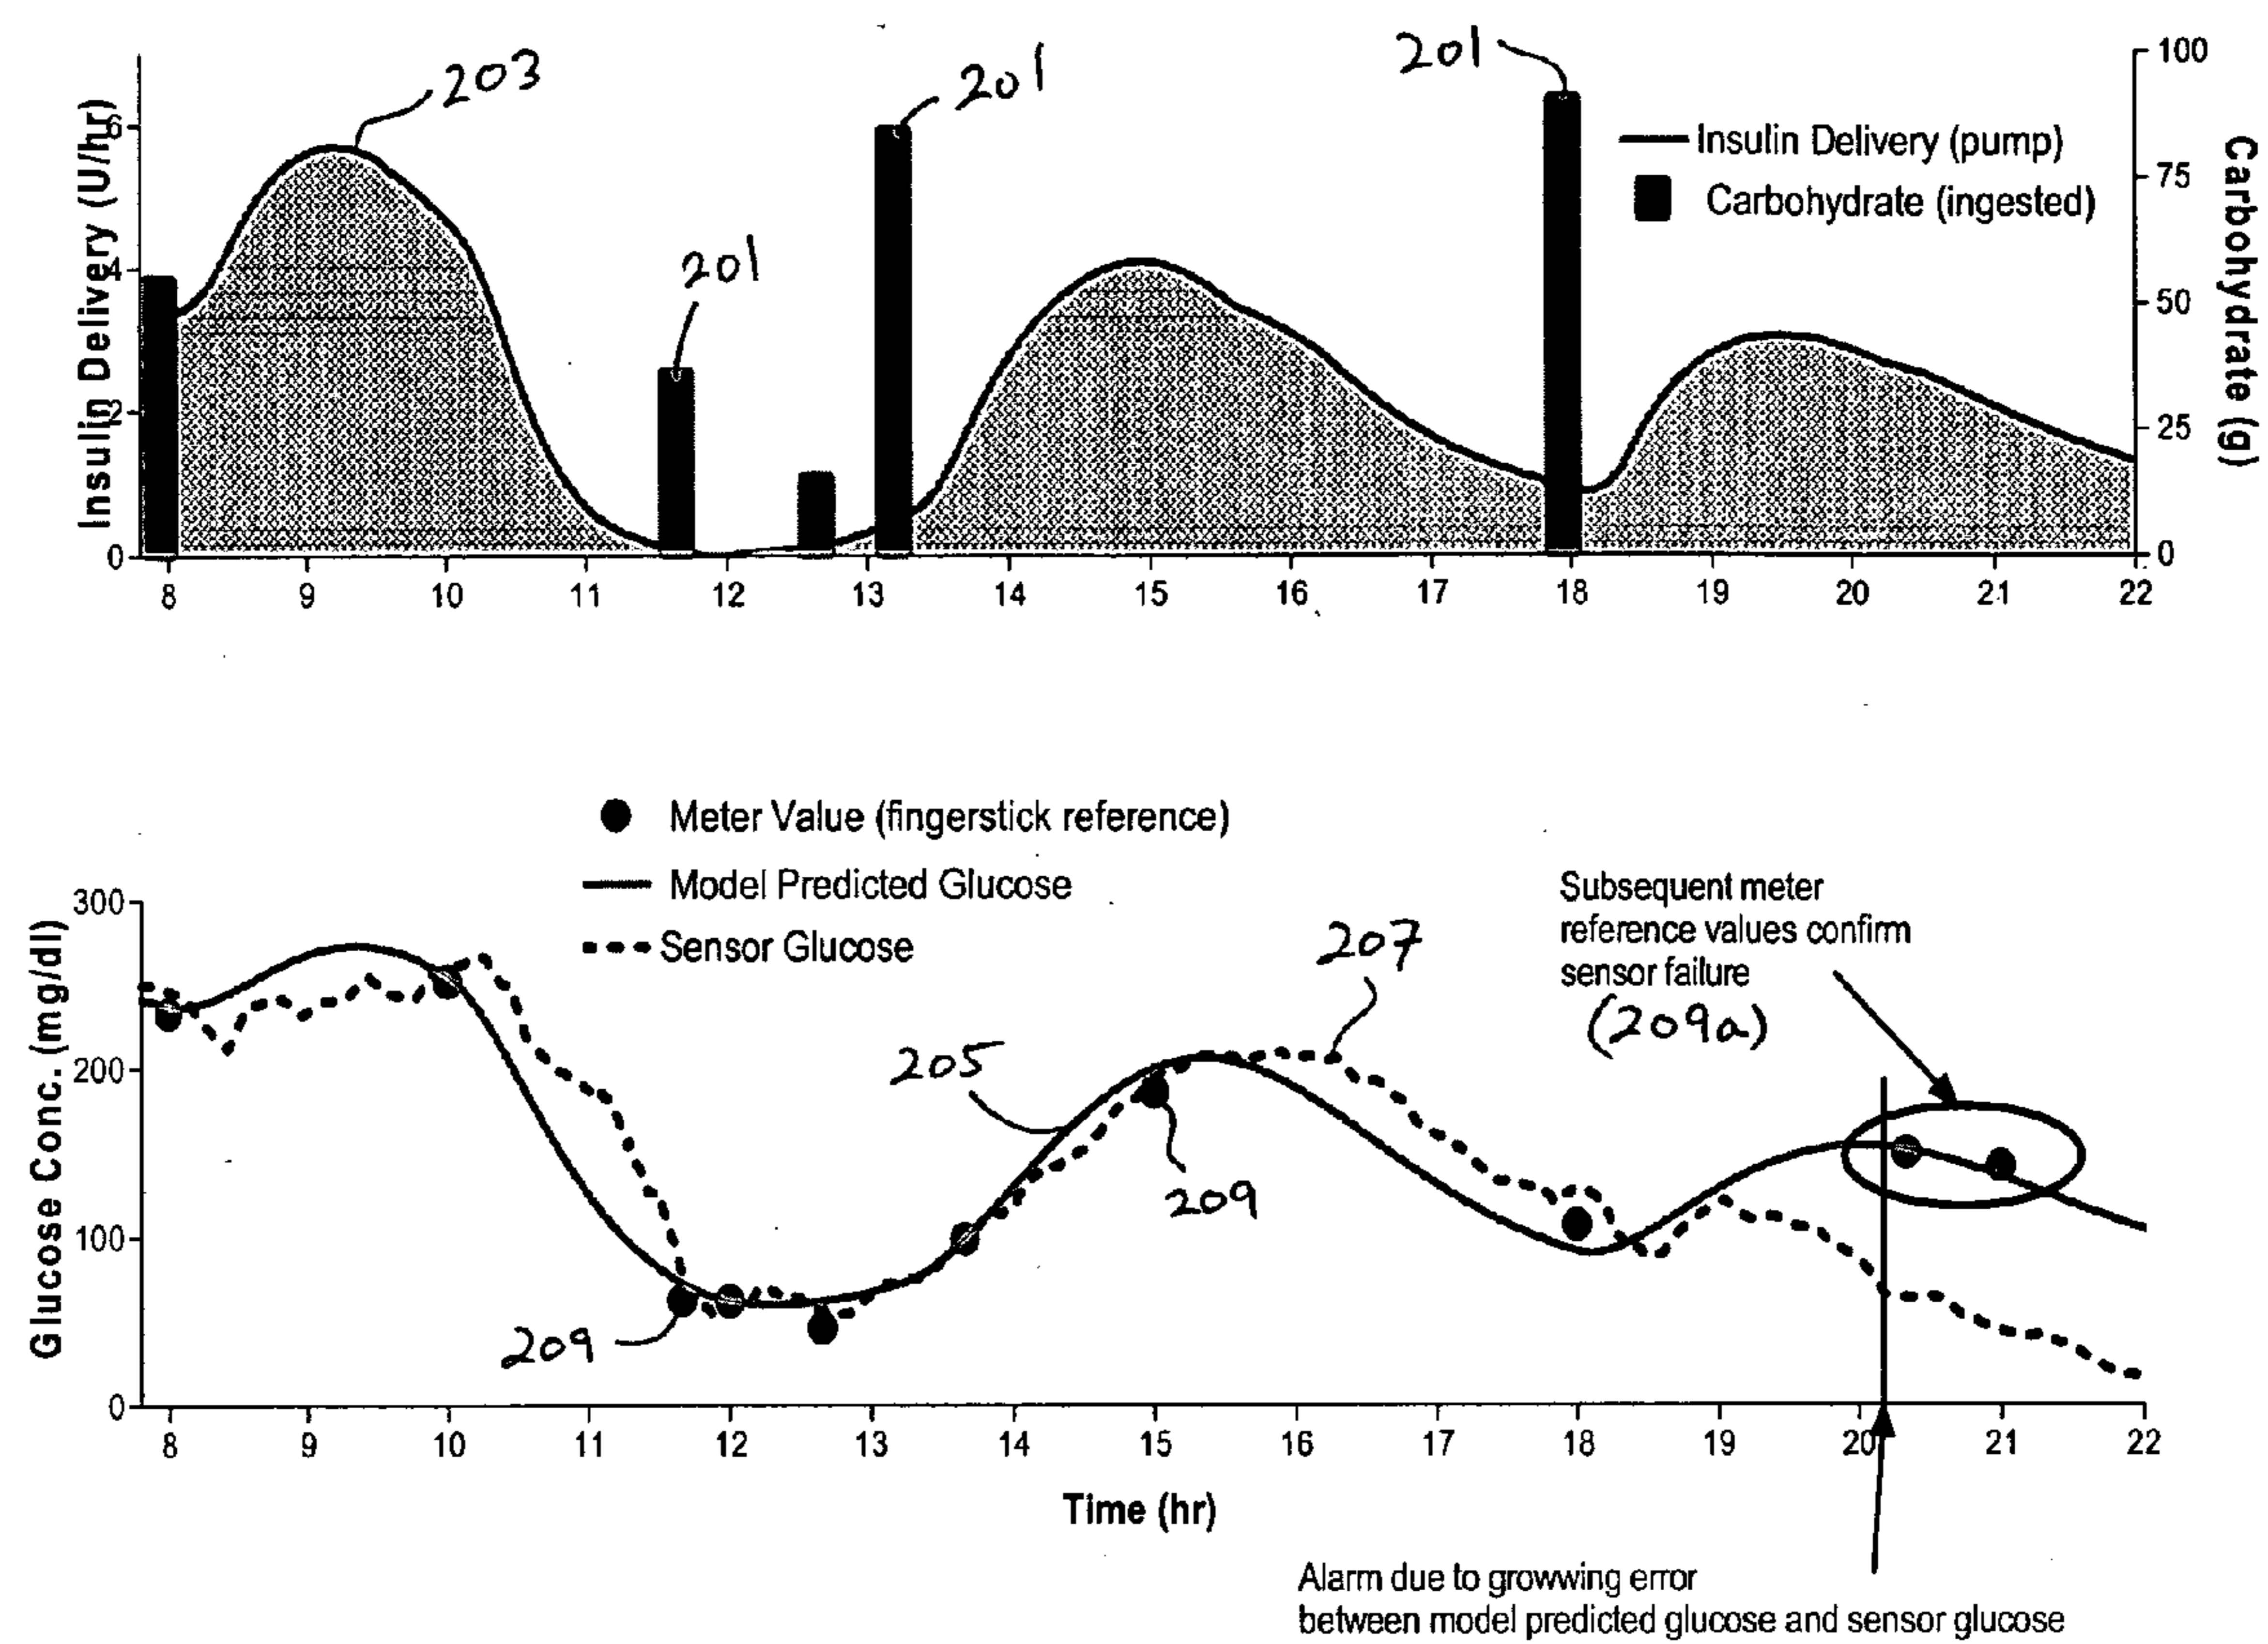 203
201
201
201
Insulin Delivery (U/hr)
6
4
2
0
Insulin Delivery (pump)
Carbohydrate (ingested)
100
75
50
25
0
Carbohydrate (g)
8 9 10 11 12 13 14 15 16 17 18 19 20 21 22
Meter Value (fingerstick reference)
Model Predicted Glucose
Sensor Glucose
Glucose Conc. (mg/dl)
300
200
100
0
205
207
209
209
Subsequent meter
reference values confirm
sensor failure
(209a)
8 9 10 11 12 13 14 15 16 17 18 19 20 21 22
Time (hr)
Alarm due to growwing error
between model predicted glucose and sensor glucose